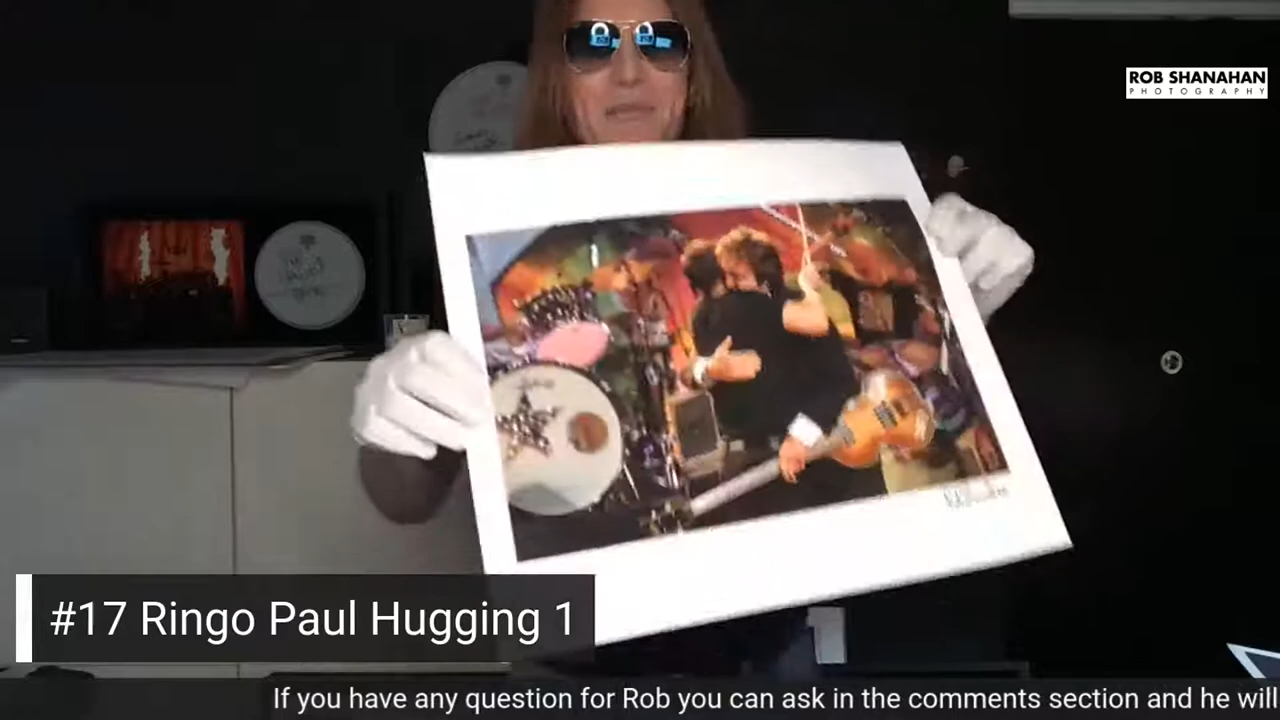 ROB SHANAHAN
PHOTOGRAPHY
#17 Ringo Paul Hugging 1
If you have any question for Rob you can ask in the comments section and he will